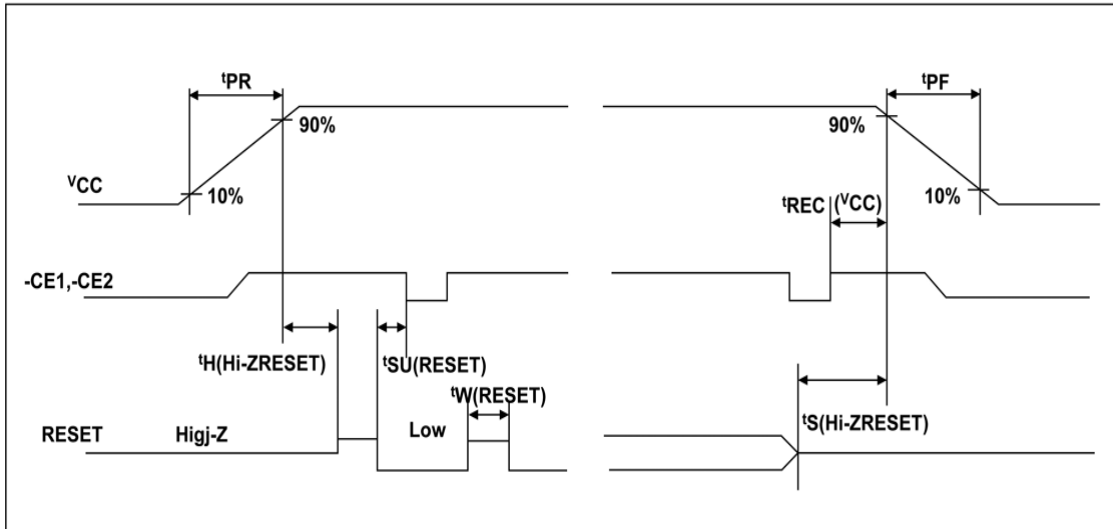 tPR
tPF
90%
90%
VCC
10%
10%
tREC (VCC)
-CE1,-CE2
tH(Hi-ZRESET)
tSU(RESET)
tW(RESET)
tS(Hi-ZRESET)
RESET
Higj-Z
Low